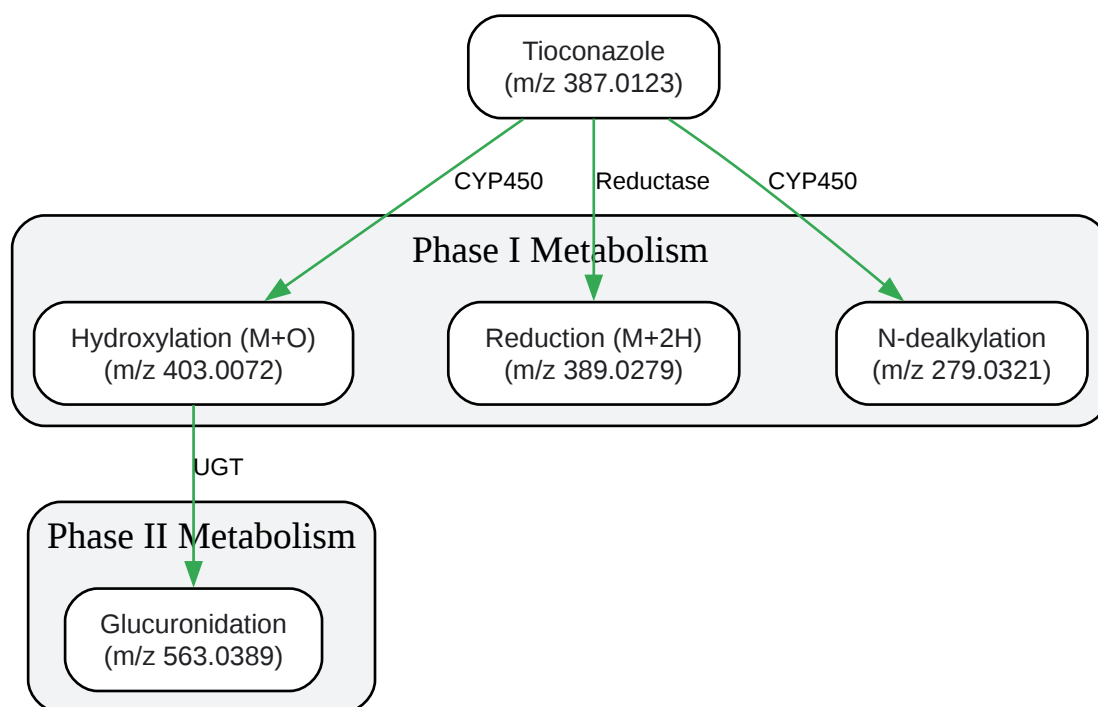 Tioconazole
(m/z 387.0123)
CYP450
Reductase
CYP450
Phase I Metabolism
Hydroxylation (M+O)
(m/z 403.0072)
Reduction (M+2H)
(m/z 389.0279)
N-dealkylation
(m/z 279.0321)
UGT
Phase II Metabolism
Glucuronidation
(m/z 563.0389)